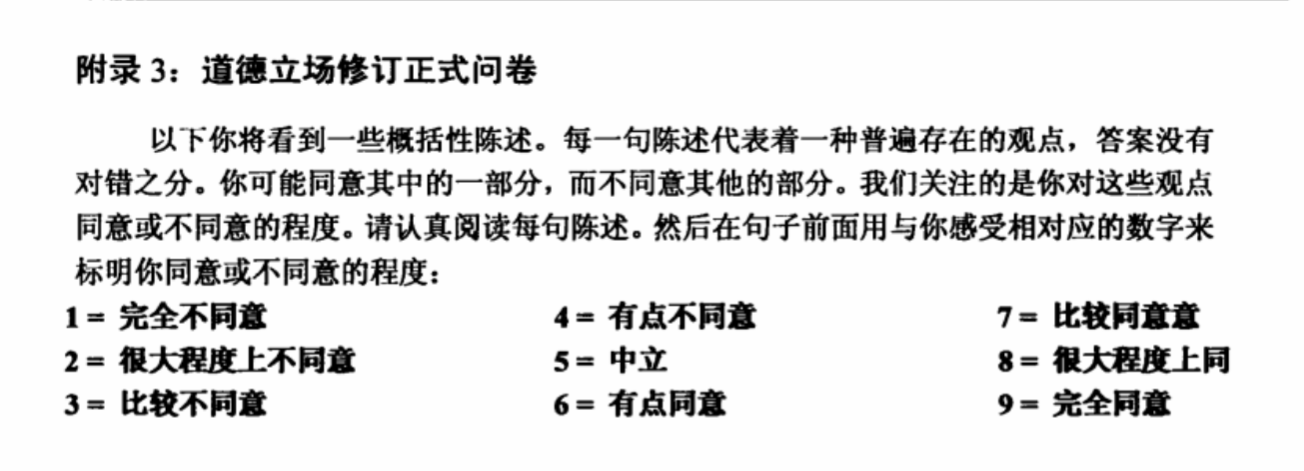 附录 3：道德立场修订正式问卷
以下你将看到一些概括性陈述。每一句陈述代表着一种普遍存在的观点，答案没有
对错之分。你可能同意其中的一部分，而不同意其他的部分。我们关注的是你对这些观点
同意或不同意的程度。请认真阅读每句陈述。然后在句子前面用与你感受相对应的数字来
标明你同意或不同意的程度：
1 = 完全不同意 4 = 有点不同意 7 = 比较同意意
2 = 很大程度上不同意 5 = 中立 8 = 很大程度上同
3 = 比较不同意 6 = 有点同意 9 = 完全同意